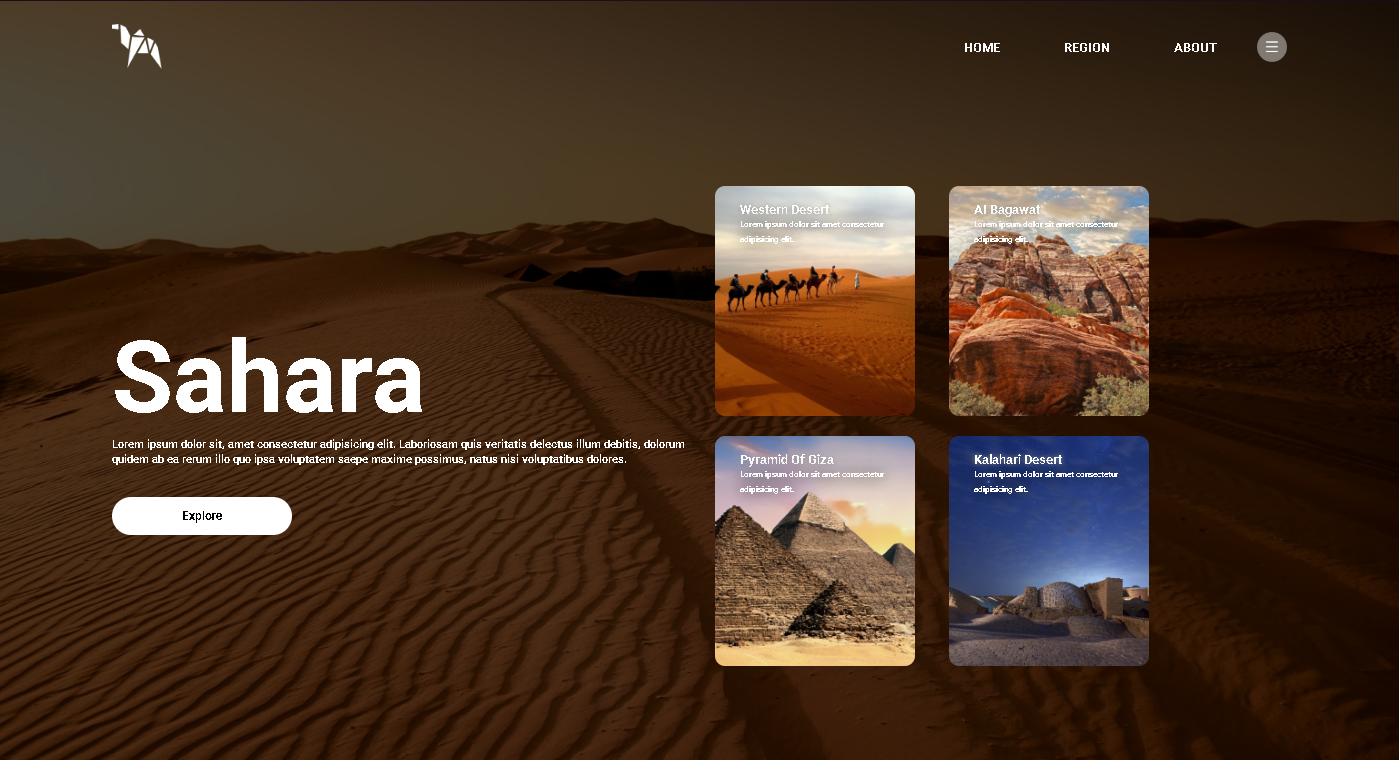 HOME
REGION
ABOUT
Sahara
Lorem ipsum dolor sit, amet consectetur adipisicing elit. Laboriosam quis veritatis delectus illum debitis, dolorum
quidem ab ea rerum illo quo ipsa voluptatem saepe maxime possimus, natus nisi voluptatibus dolores.
Explore
Western Desert
Lorem ipsum dolor sit amet consectetur
adipisicing elit.
Al Bagawat
Lorem ipsum dolor sit amet consectetur
adipisicing elit.
Pyramid Of Giza
Lorem ipsum dolor sit amet consectetur
adipisicing elit.
Kalahari Desert
Lorem ipsum dolor sit amet consectetur
adipisicing elit.